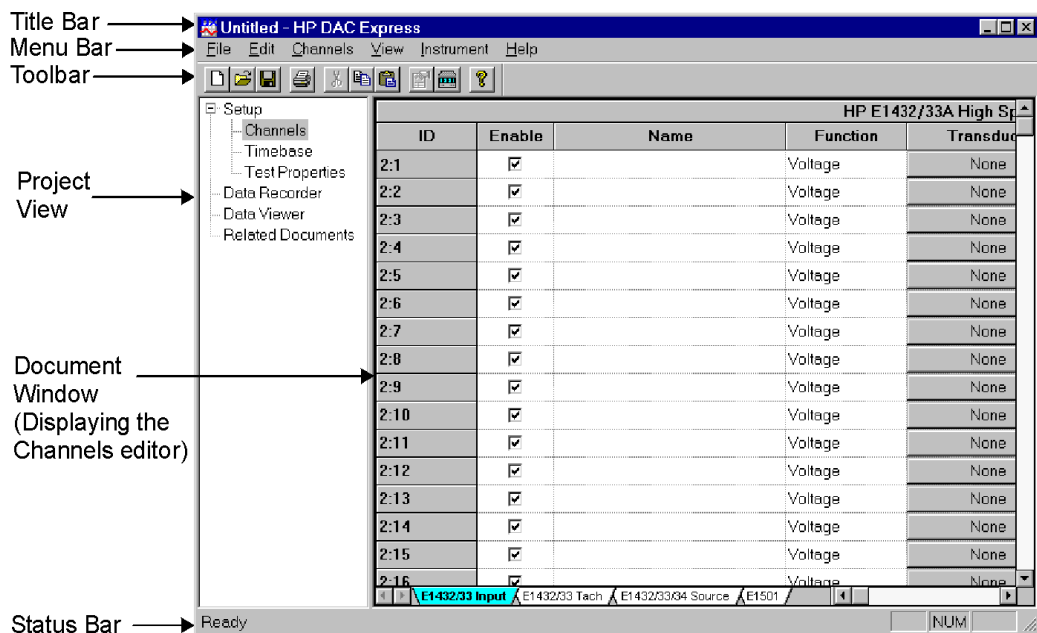 Title Bar
Menu Bar
Toolbar
Project
View
Document
Window
(Displaying the
Channels editor)
Status Bar
Untitled - HP DAC Express
File Edit Channels View Instrument Help
Setup
Channels
Timebase
Test Properties
Data Recorder
Data Viewer
Related Documents
HP E1432/33A High Sp
ID Enable Name Function Transduc
2:1 Voltage None
2:2 Voltage None
2:3 Voltage None
2:4 Voltage None
2:5 Voltage None
2:6 Voltage None
2:7 Voltage None
2:8 Voltage None
2:9 Voltage None
2:10 Voltage None
2:11 Voltage None
2:12 Voltage None
2:13 Voltage None
2:14 Voltage None
2:15 Voltage None
2:16 Voltage None
E1432/33 Input E1432/33 Tach E1432/33/34 Source E1501
Ready NUM